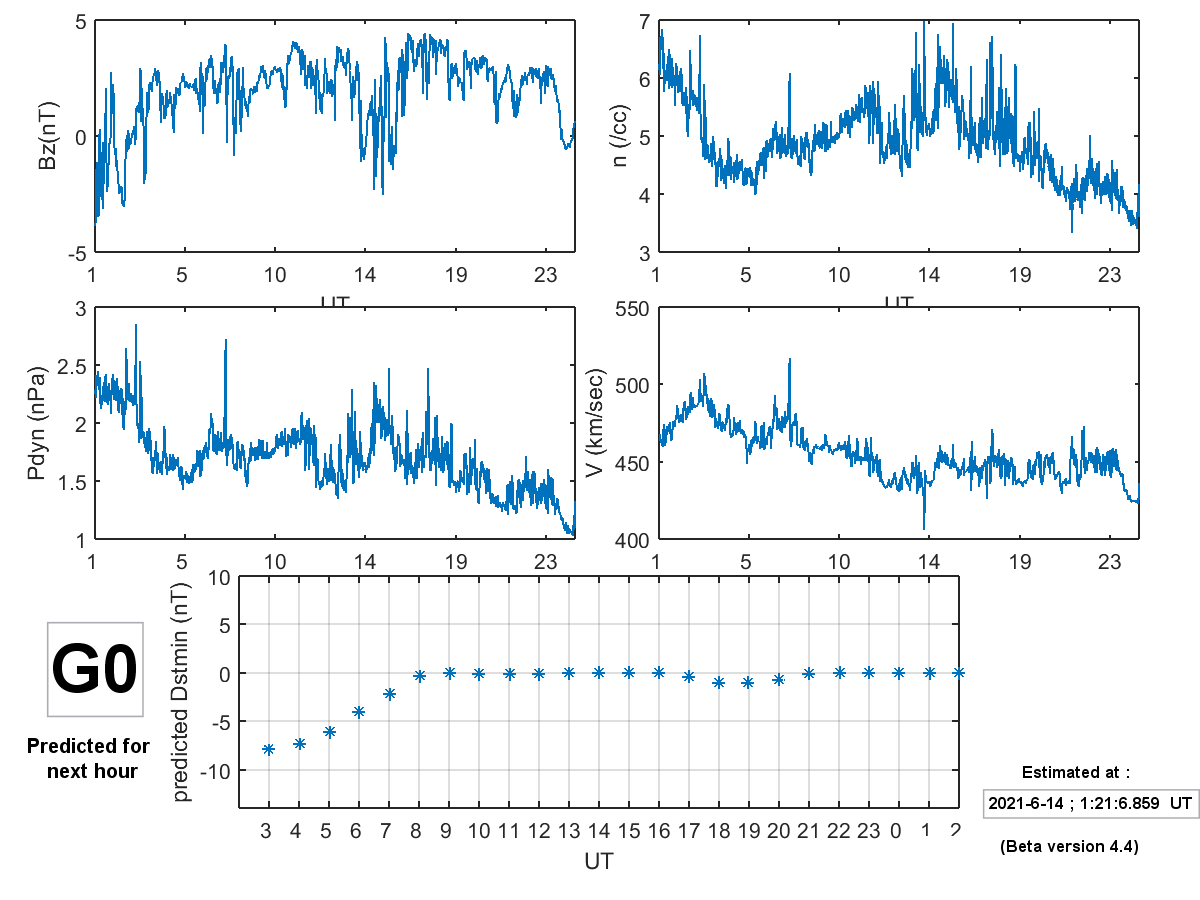 5
0
-5
Bz(nT)
1 5 10 14 19 23
UT
7
6
5
4
3
n (/cc)
1 5 10 14 19 23
UT
3
2.5
2
1.5
1
Pdyn (nPa)
1 5 10 14 19 23
550
500
450
400
V (km/sec)
1 5 10 14 19 23
10
5
0
-5
-10
predicted Dstmin (nT)
3 4 5 6 7 8 9 10 11 12 13 14 15 16 17 18 19 20 21 22 23 0 1 2
UT
G0
Predicted for
next hour
Estimated at :
2021-6-14 ; 1:21:6.859 UT
(Beta version 4.4)